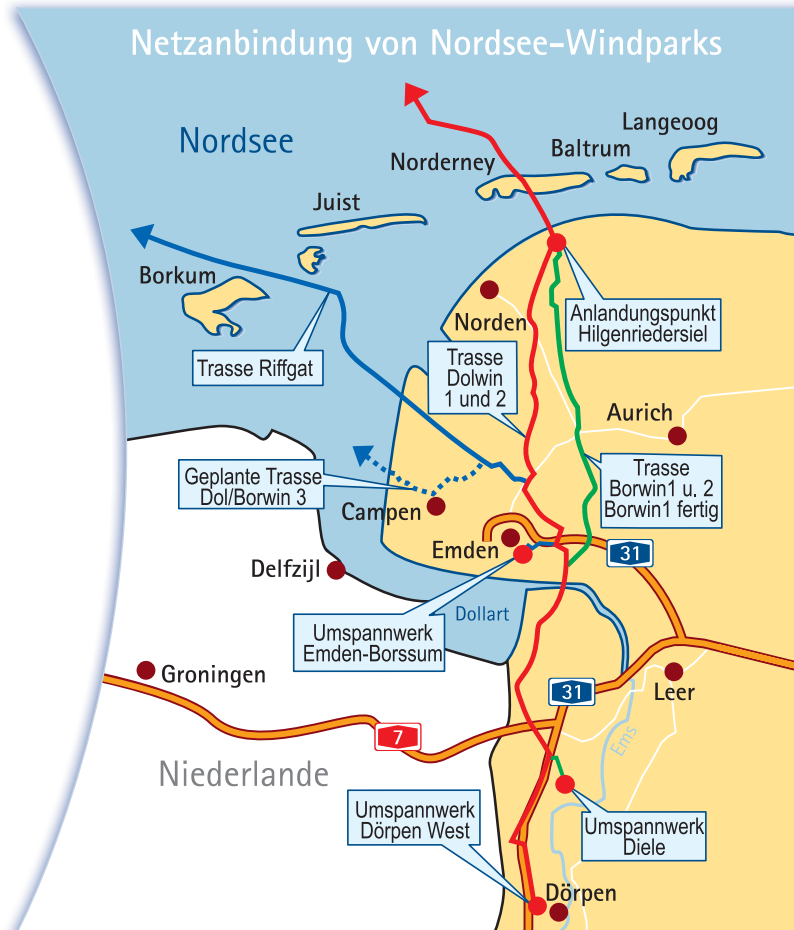 Netzanbindung von Nordsee-Windparks
Nordsee
Langeoog
Baltrum
Norderney
Juist
Borkum
Norden
Anlandungspunkt
Hilgenriedersiel
Trasse Riffgat
Trasse
Dolwin
1 und 2
Aurich
Geplante Trasse
Dol/Borwin 3
Trasse
Borwin1 u. 2
Borwin1 fertig
Campen
Emden
31
Delfzijl
Dollart
Umspannwerk
Emden-Borssum
Groningen
31
Leer
7
Ems
Niederlande
Umspannwerk
Dörpen West
Umspannwerk
Diele
Dörpen